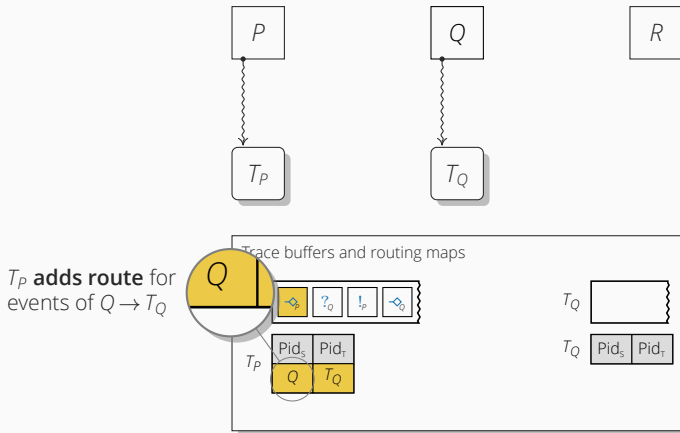 P
Q
R
T_P
T_Q
Trace buffers and routing maps
T_P adds route for
events of Q → T_Q
Q
⟜P ?_Q !_P ⟜Q
T_Q
T_P
Pid_S Pid_T
Q T_Q
T_Q
Pid_S Pid_T